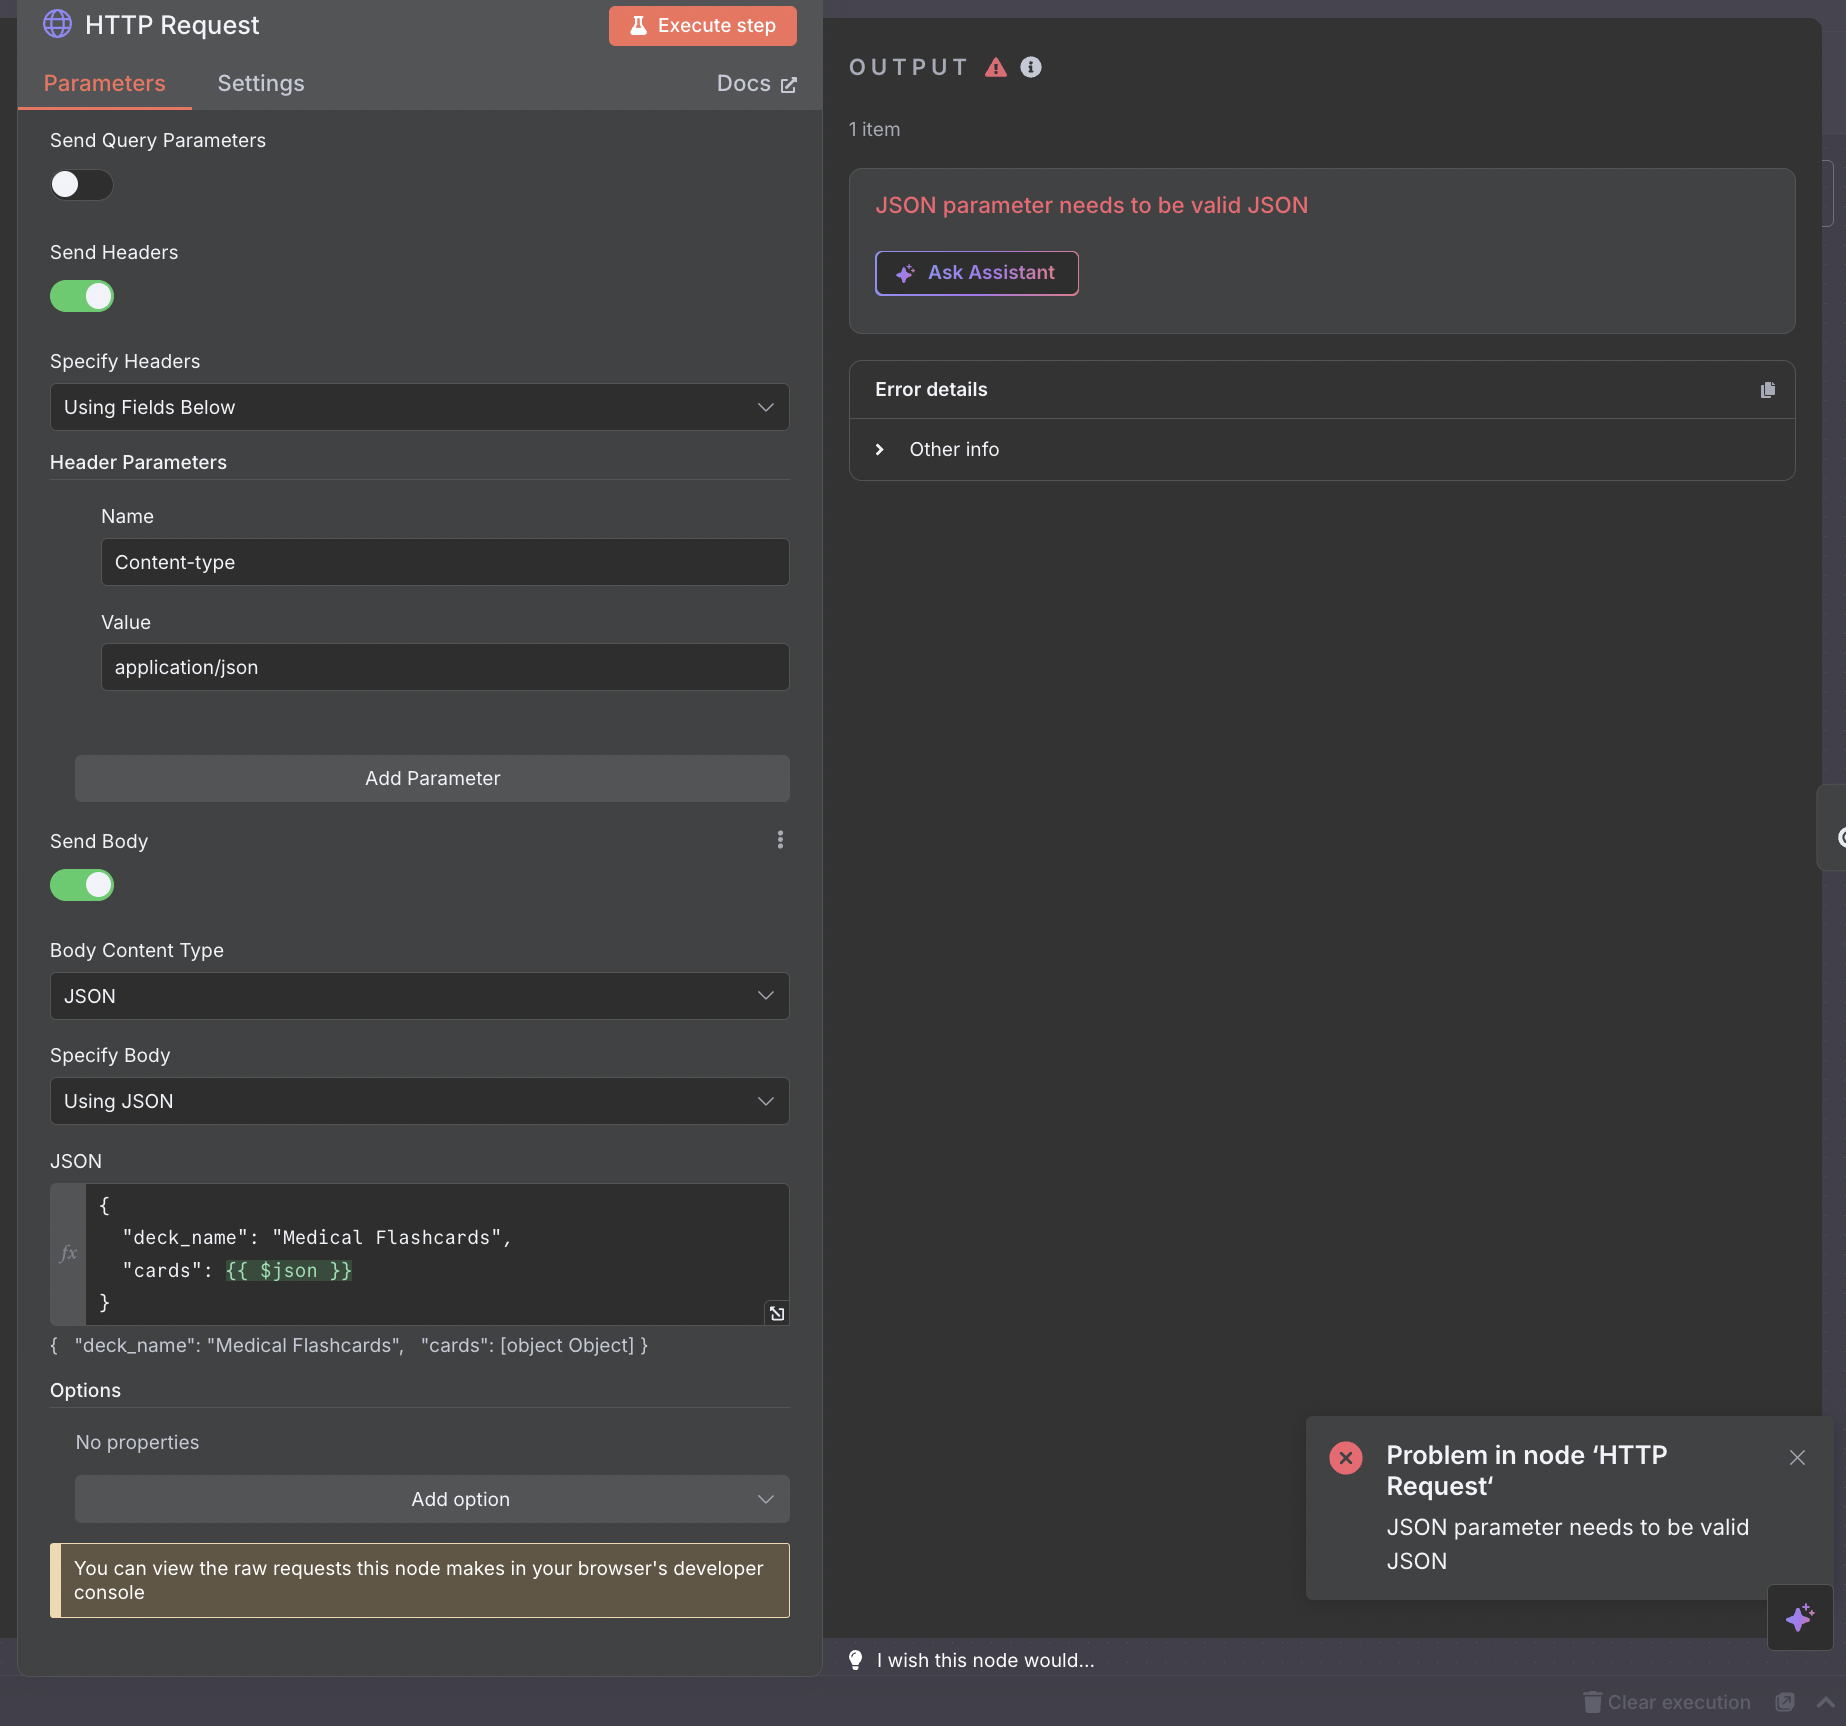 HTTP Request
Execute step
Parameters
Settings
Docs
Send Query Parameters
Send Headers
Specify Headers
Using Fields Below
Header Parameters
Name
Content-type
Value
application/json
Add Parameter
Send Body
Body Content Type
JSON
Specify Body
Using JSON
JSON
fx
{
"deck_name": "Medical Flashcards",
"cards": {{ $json }}
}
{ "deck_name": "Medical Flashcards", "cards": [object Object] }
Options
No properties
Add option
You can view the raw requests this node makes in your browser's developer
console
OUTPUT
1 item
JSON parameter needs to be valid JSON
Ask Assistant
Error details
Other info
Problem in node ‘HTTP
Request‘
JSON parameter needs to be valid
JSON
I wish this node would...
Clear execution